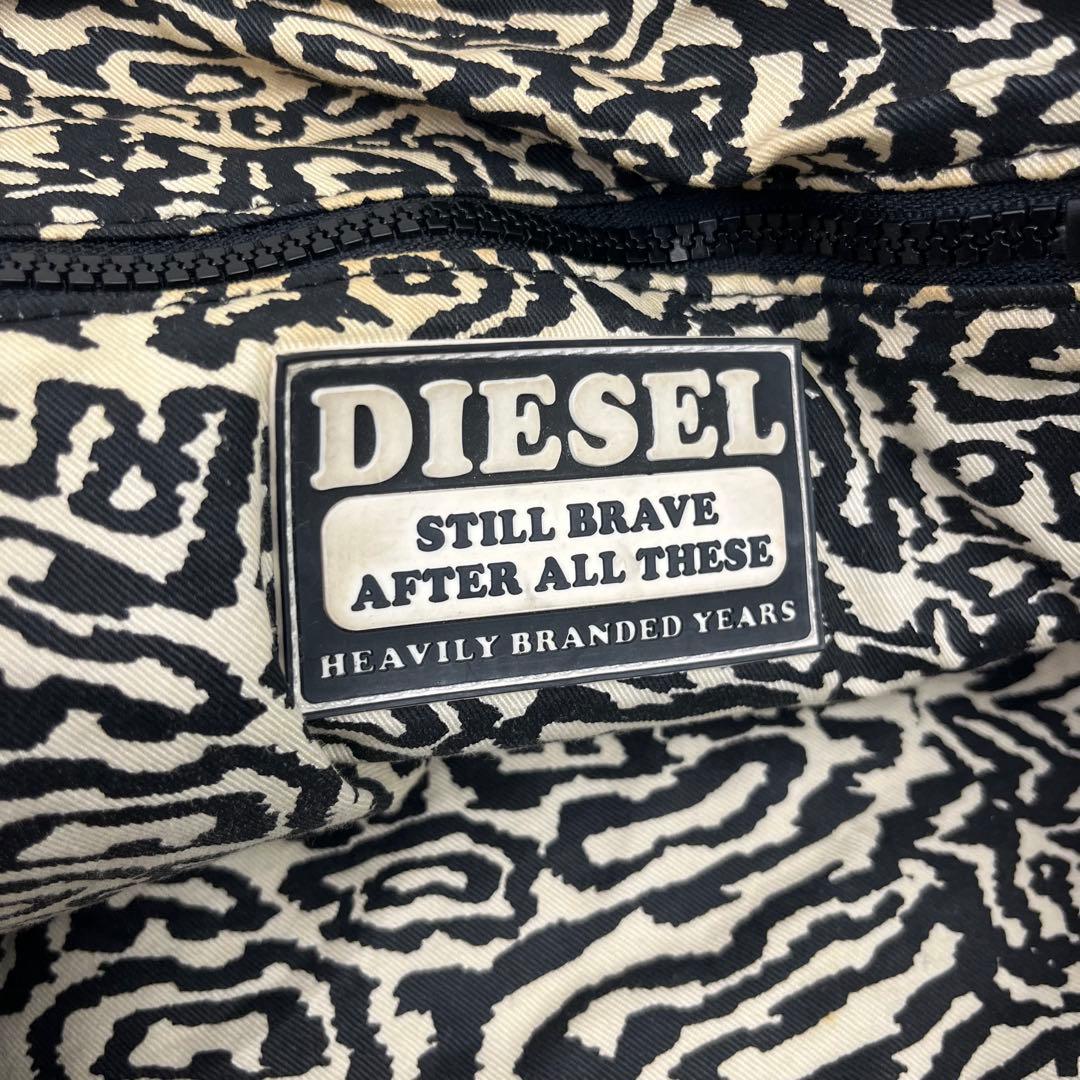 DIESEL
STILL BRAVE
AFTER ALL THESE
HEAVILY BRANDED YEARS